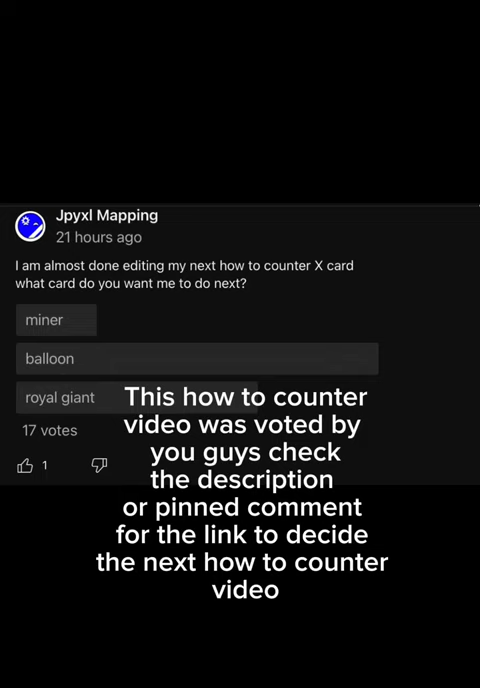 Jpyxl Mapping
21 hours ago
I am almost done editing my next how to counter X card
what card do you want me to do next?
miner
balloon
royal giant
17 votes
1
This how to counter
video was voted by
you guys check
the description
or pinned comment
for the link to decide
the next how to counter
video